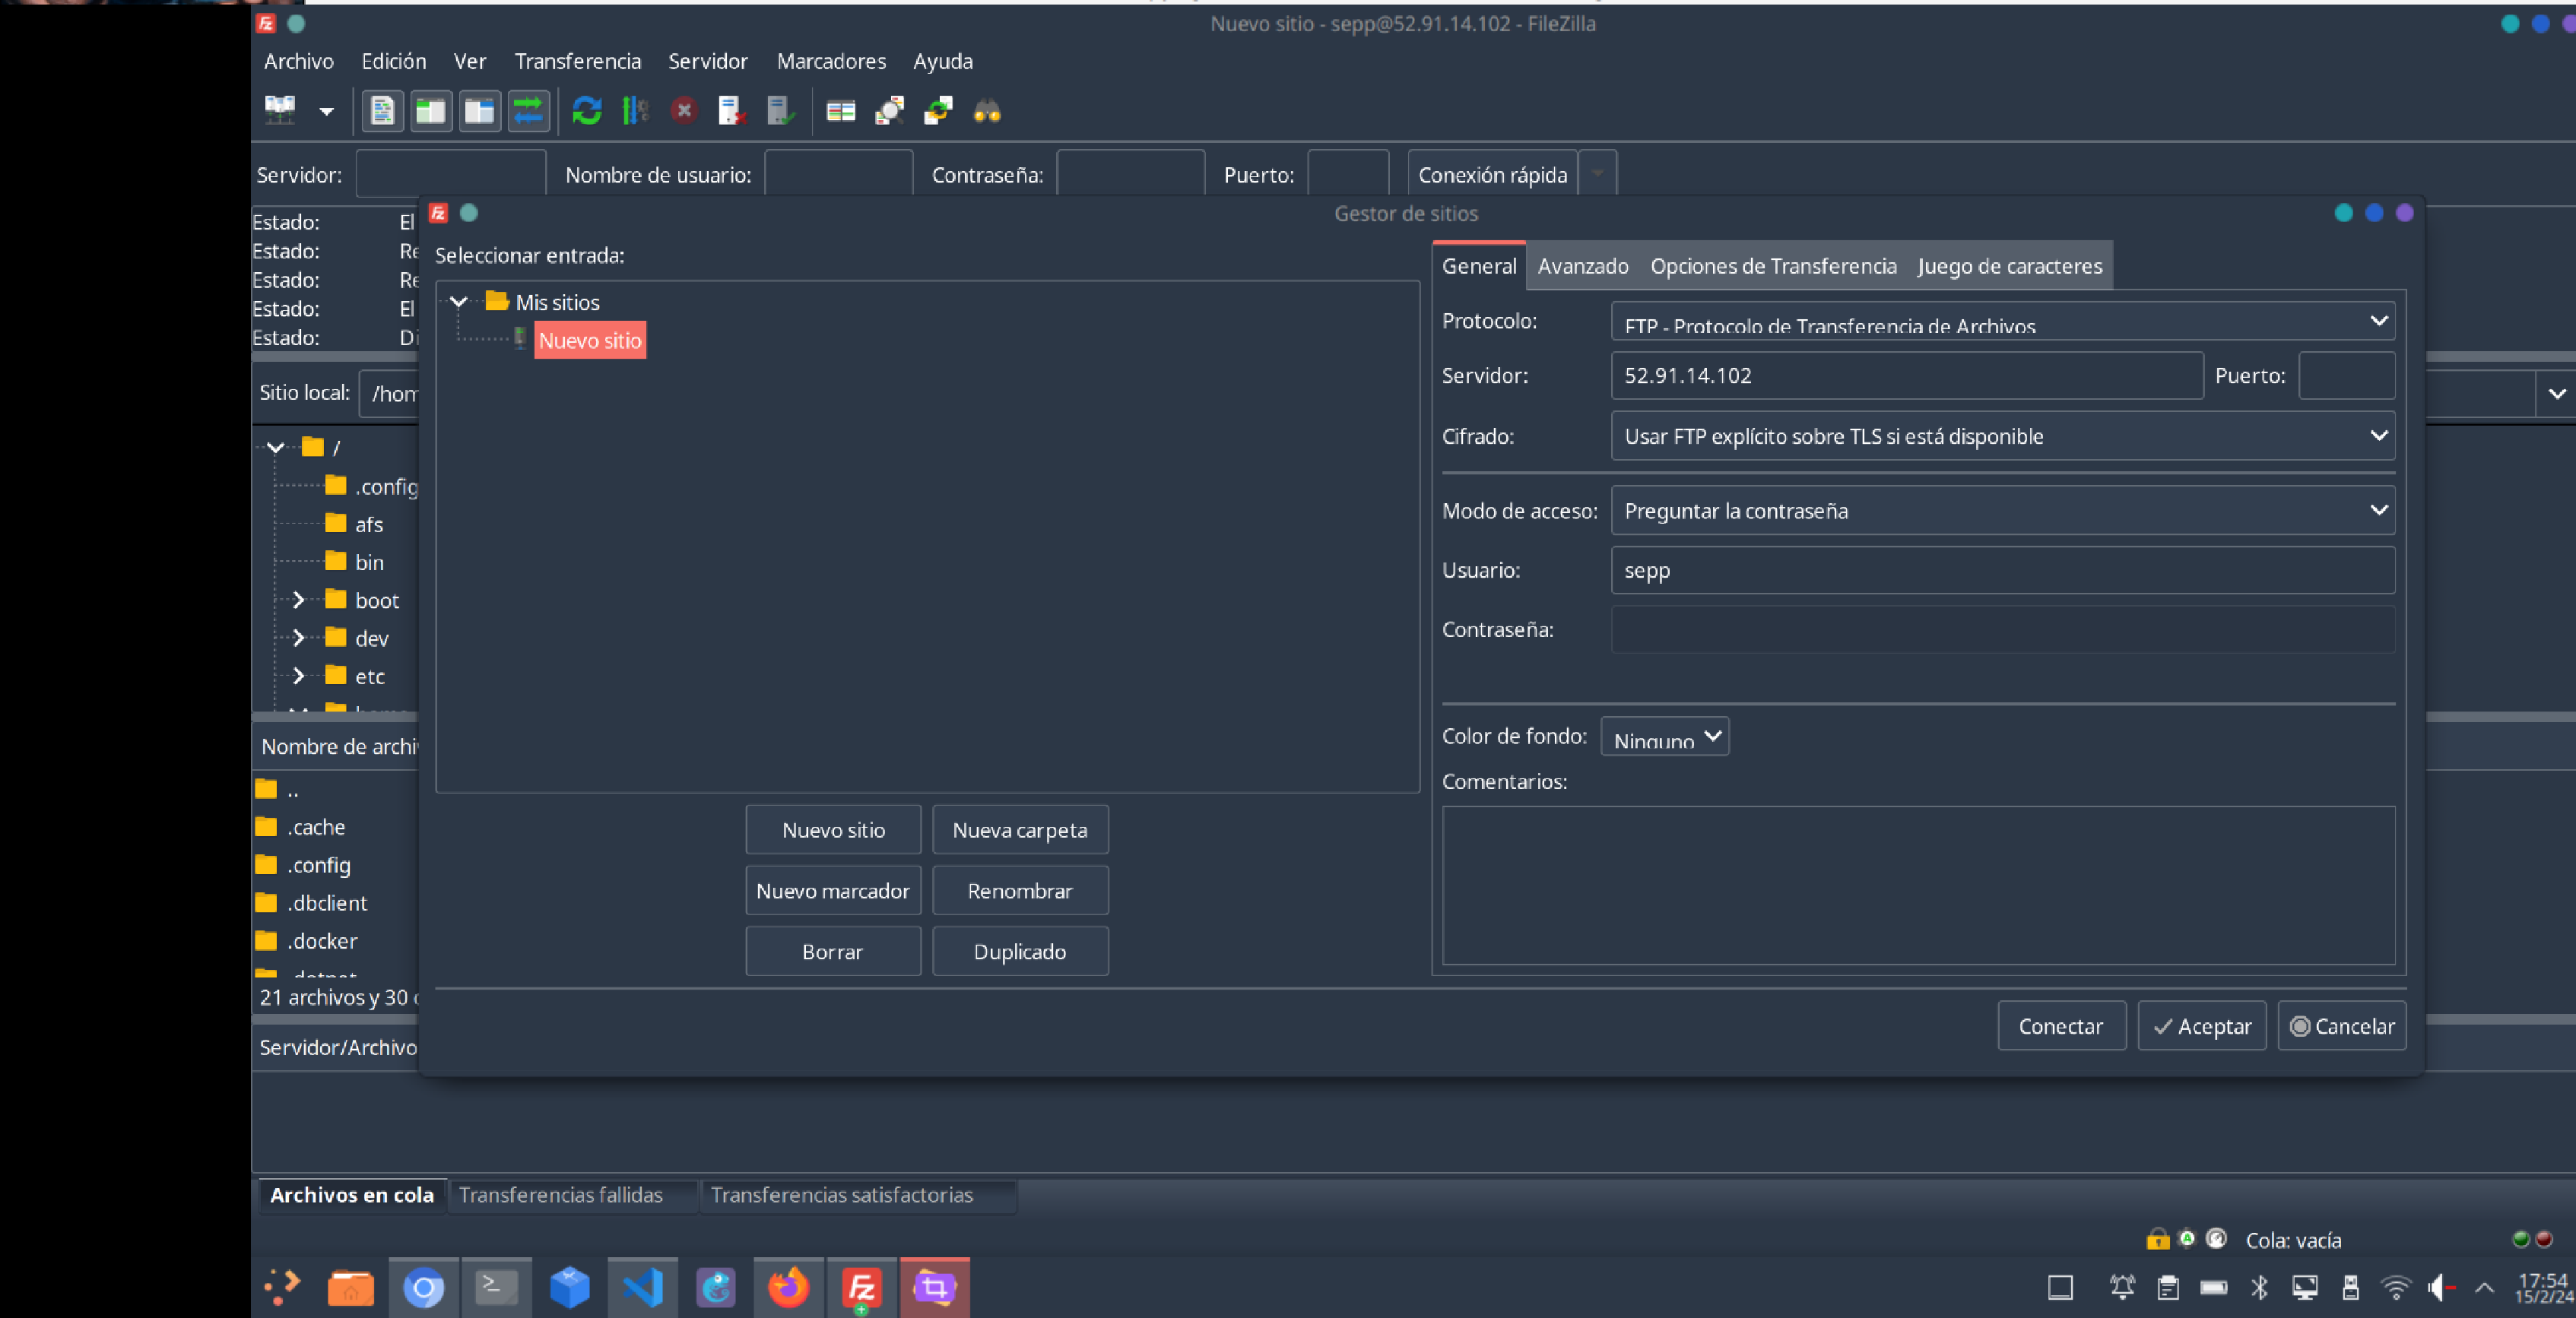 Nuevo sitio - sepp@52.91.14.102 - FileZilla
Archivo Edición Ver Transferencia Servidor Marcadores Ayuda
Servidor: Nombre de usuario: Contraseña: Puerto: Conexión rápida
Estado: El
Estado: Re
Estado: Re
Estado: El
Estado: Di
Sitio local: /hom
/
.config
afs
bin
boot
dev
etc
Nombre de archi
..
.cache
.config
.dbclient
.docker
21 archivos y 30
Servidor/Archivo
Gestor de sitios
Seleccionar entrada:
Mis sitios
Nuevo sitio
Nuevo sitio Nueva carpeta
Nuevo marcador Renombrar
Borrar Duplicado
General Avanzado Opciones de Transferencia Juego de caracteres
Protocolo: FTP - Protocolo de Transferencia de Archivos
Servidor: 52.91.14.102 Puerto:
Cifrado: Usar FTP explícito sobre TLS si está disponible
Modo de acceso: Preguntar la contraseña
Usuario: sepp
Contraseña:
Color de fondo: Ninguno
Comentarios:
Conectar Aceptar Cancelar
Archivos en cola Transferencias fallidas Transferencias satisfactorias
Cola: vacía
17:54
15/2/24